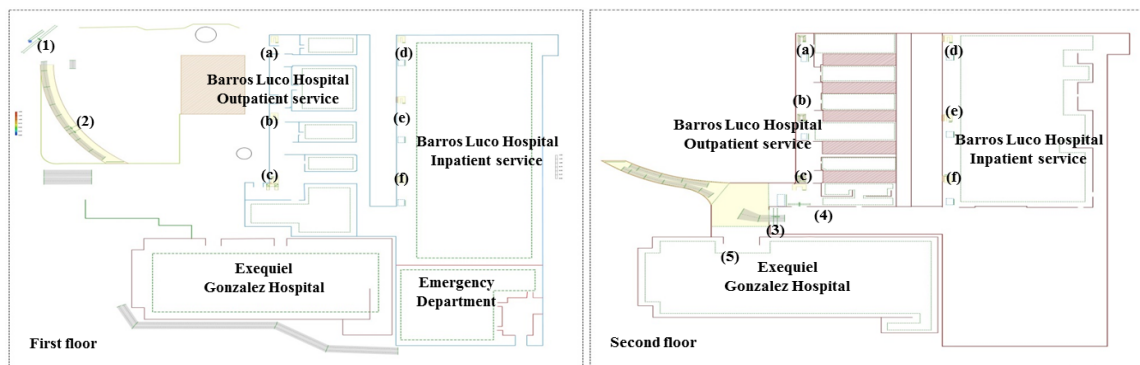 (1)
(a)
(d)
Barros Luco Hospital
Outpatient service
(2)
(b)
(e)
Barros Luco Hospital
Inpatient service
(c)
(f)
Exequiel
Gonzalez Hospital
Emergency
Department
First floor
(a)
(d)
(b)
(e)
Barros Luco Hospital
Outpatient service
Barros Luco Hospital
Inpatient service
(c)
(f)
(4)
(3)
(5)
Exequiel
Gonzalez Hospital
Second floor